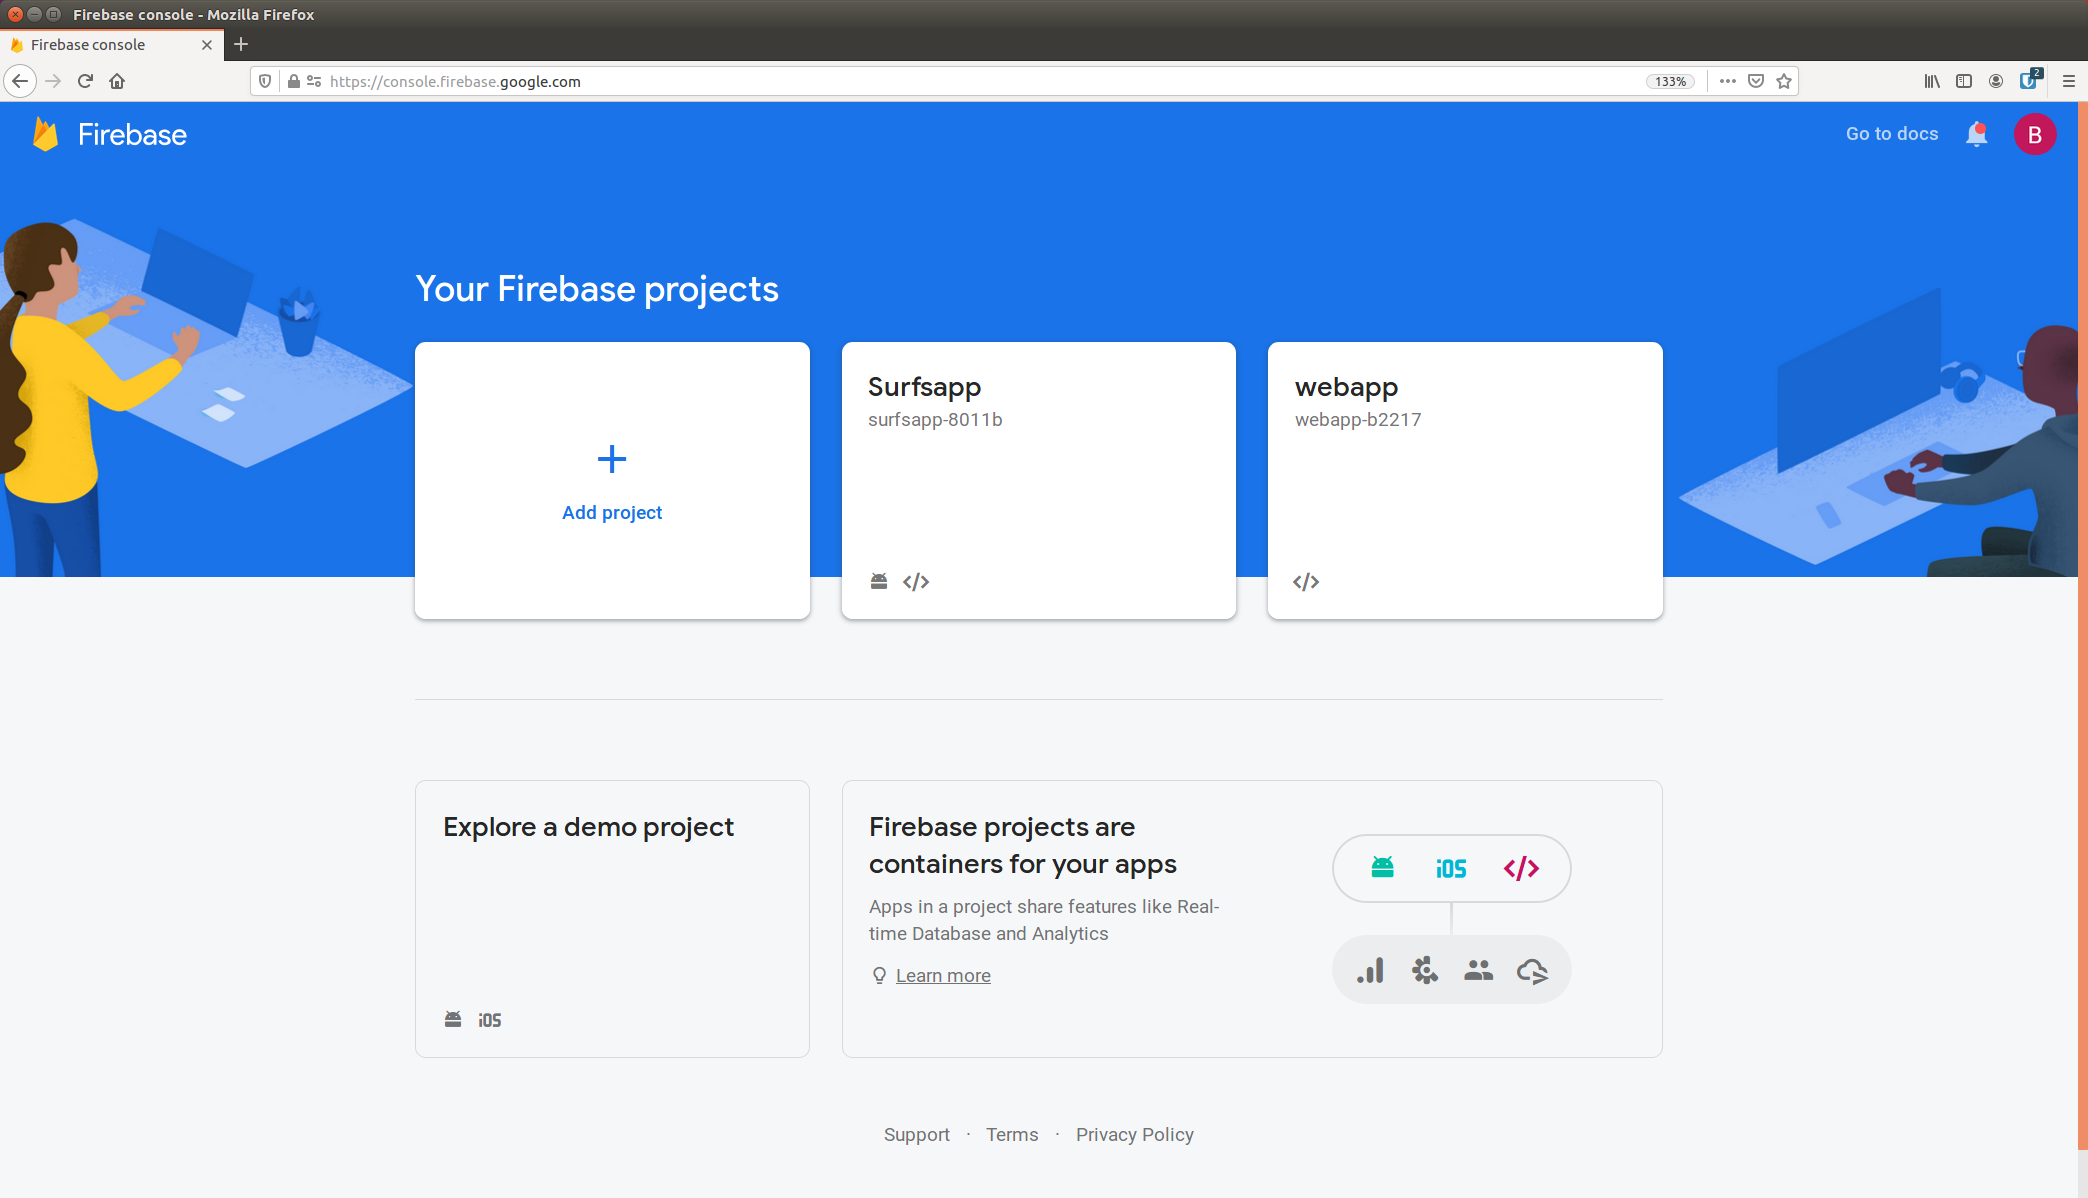 Firebase console - Mozilla Firefox
Firebase console
https://console.firebase.google.com
133%
2
Firebase
Go to docs
B
Your Firebase projects
Add project
Surfsapp
surfsapp-8011b
webapp
webapp-b2217
Explore a demo project
iOS
Firebase projects are
containers for your apps
Apps in a project share features like Real-
time Database and Analytics
Learn more
iOS
Support · Terms · Privacy Policy